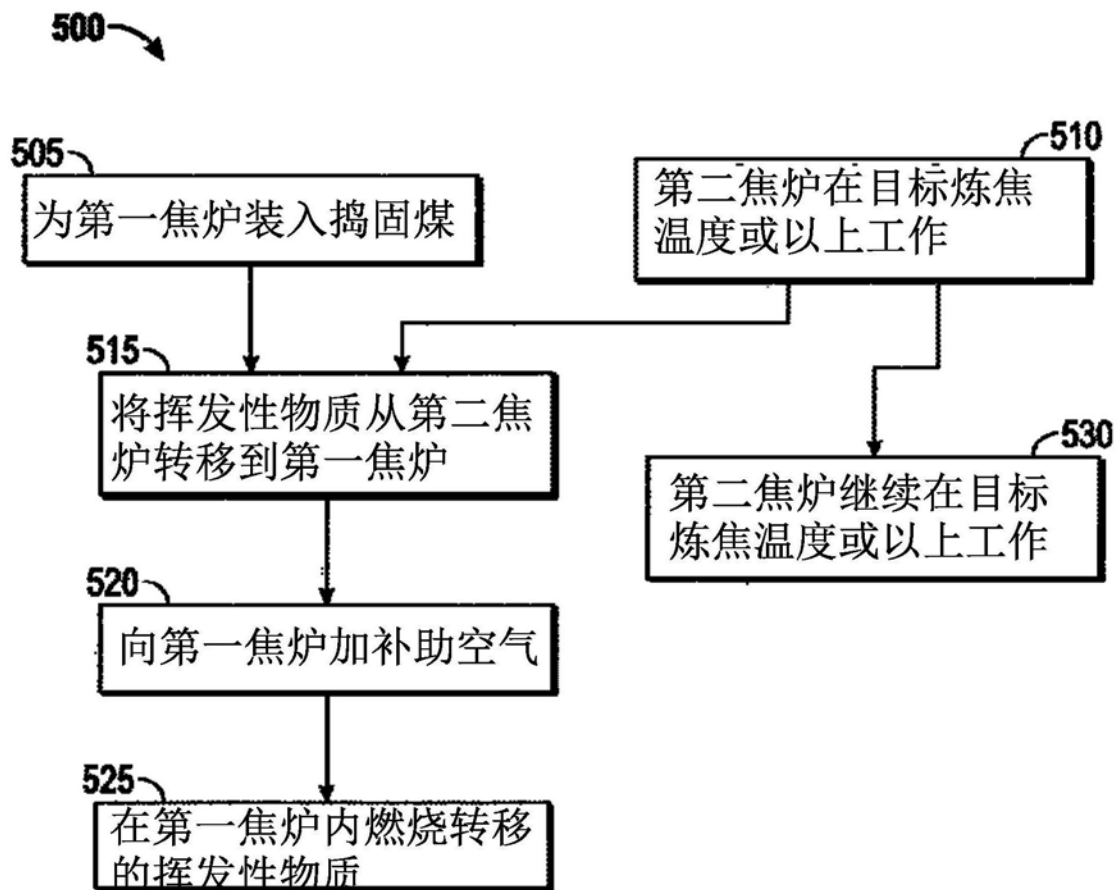 500
505
为第一焦炉装入捣固煤
510
第二焦炉在目标炼焦
温度或以上工作
515
将挥发性物质从第二焦
炉转移到第一焦炉
530
第二焦炉继续在目标
炼焦温度或以上工作
520
向第一焦炉加补助空气
525
在第一焦炉内燃烧转移
的挥发性物质